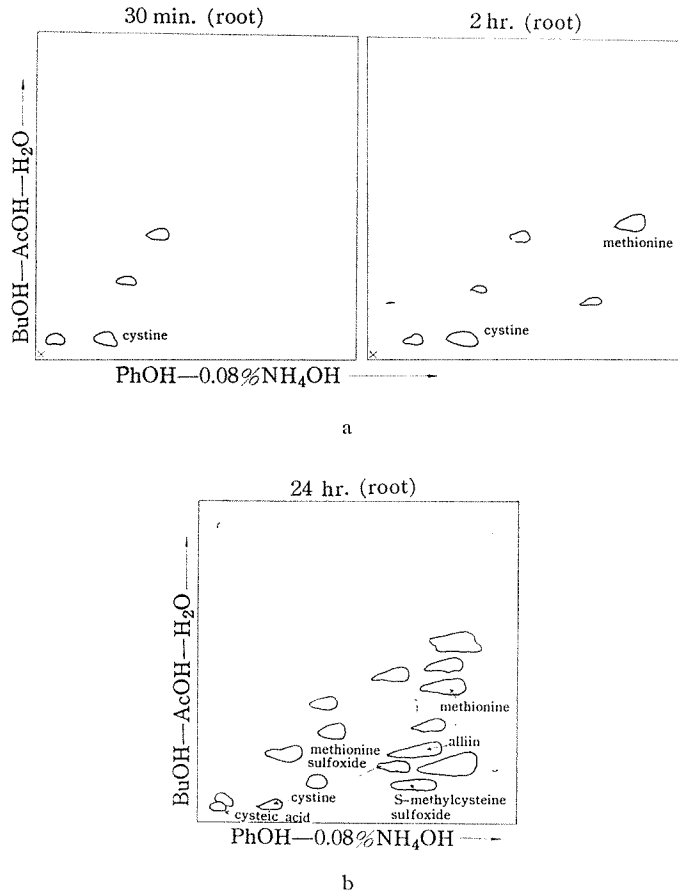 30 min. (root)
2 hr. (root)
BuOH—AcOH—H₂O
cystine
methionine
cystine
PhOH—0.08%NH₄OH
a
24 hr. (root)
BuOH—AcOH—H₂O
methionine
alliin
methionine
sulfoxide
cystine
S-methylcysteine
sulfoxide
cysteic acid
PhOH—0.08%NH₄OH
b